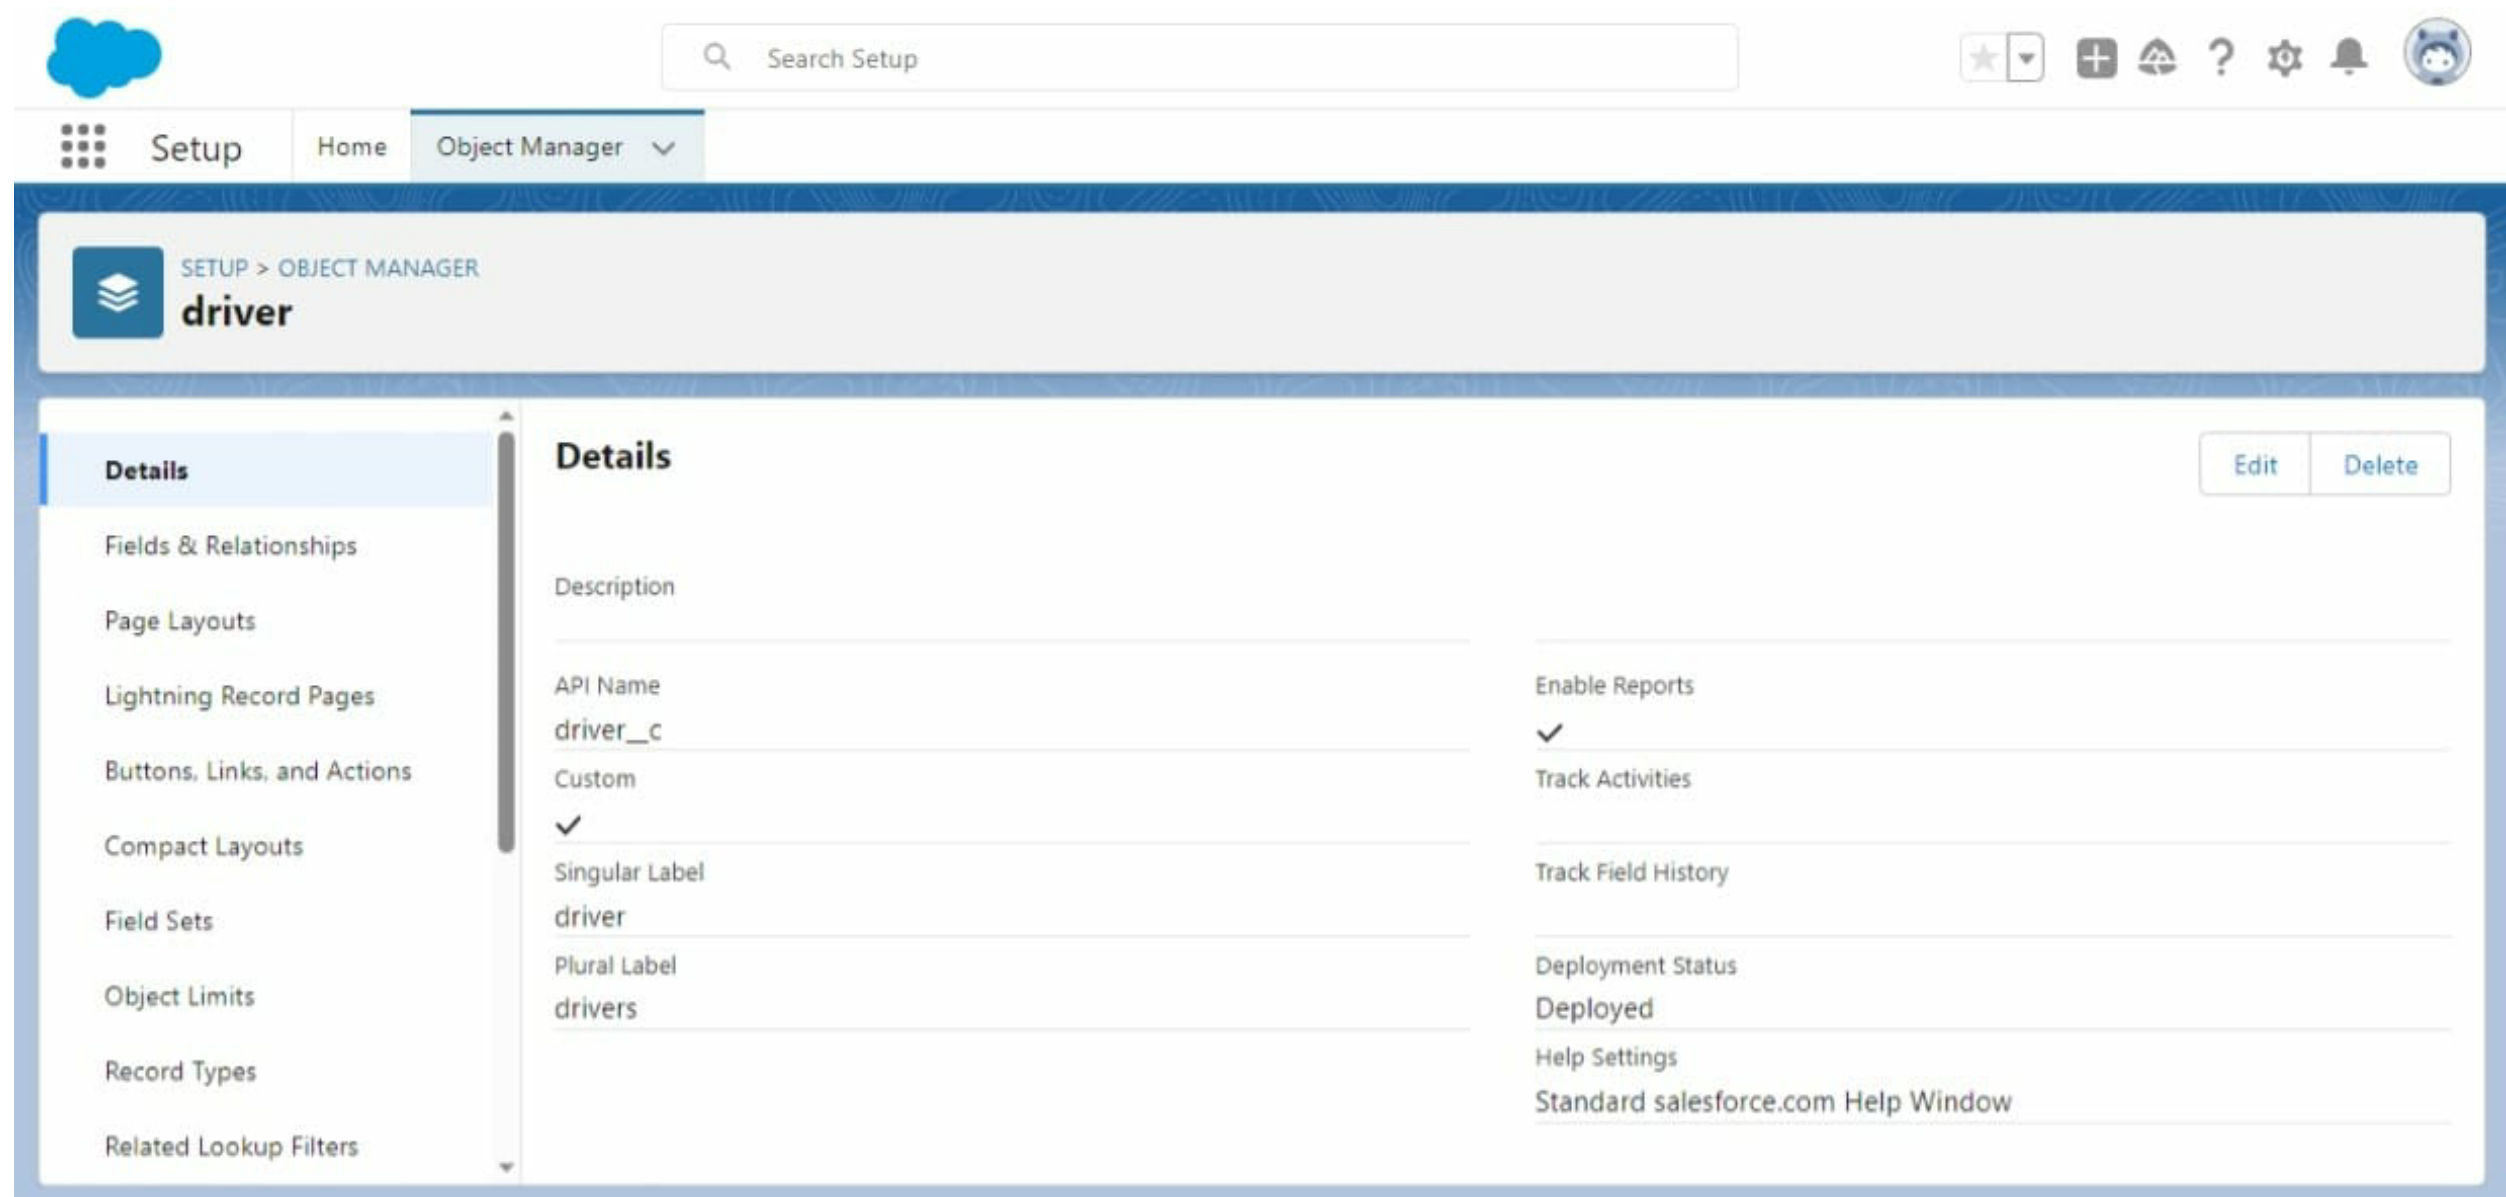 Search Setup
Setup
Home
Object Manager
SETUP > OBJECT MANAGER
driver
Details
Fields & Relationships
Page Layouts
Lightning Record Pages
Buttons, Links, and Actions
Compact Layouts
Field Sets
Object Limits
Record Types
Related Lookup Filters
Details
Edit
Delete
Description
API Name
driver__c
Custom
Singular Label
driver
Plural Label
drivers
Enable Reports
Track Activities
Track Field History
Deployment Status
Deployed
Help Settings
Standard salesforce.com Help Window